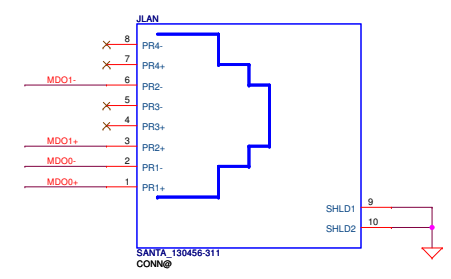 JLAN
8 PR4-
7 PR4+
MDO1- 6 PR2-
5 PR3-
4 PR3+
MDO1+ 3 PR2+
MDO0- 2 PR1-
MDO0+ 1 PR1+
SHLD1 9
SHLD2 10
SANTA_130456-311
CONN@